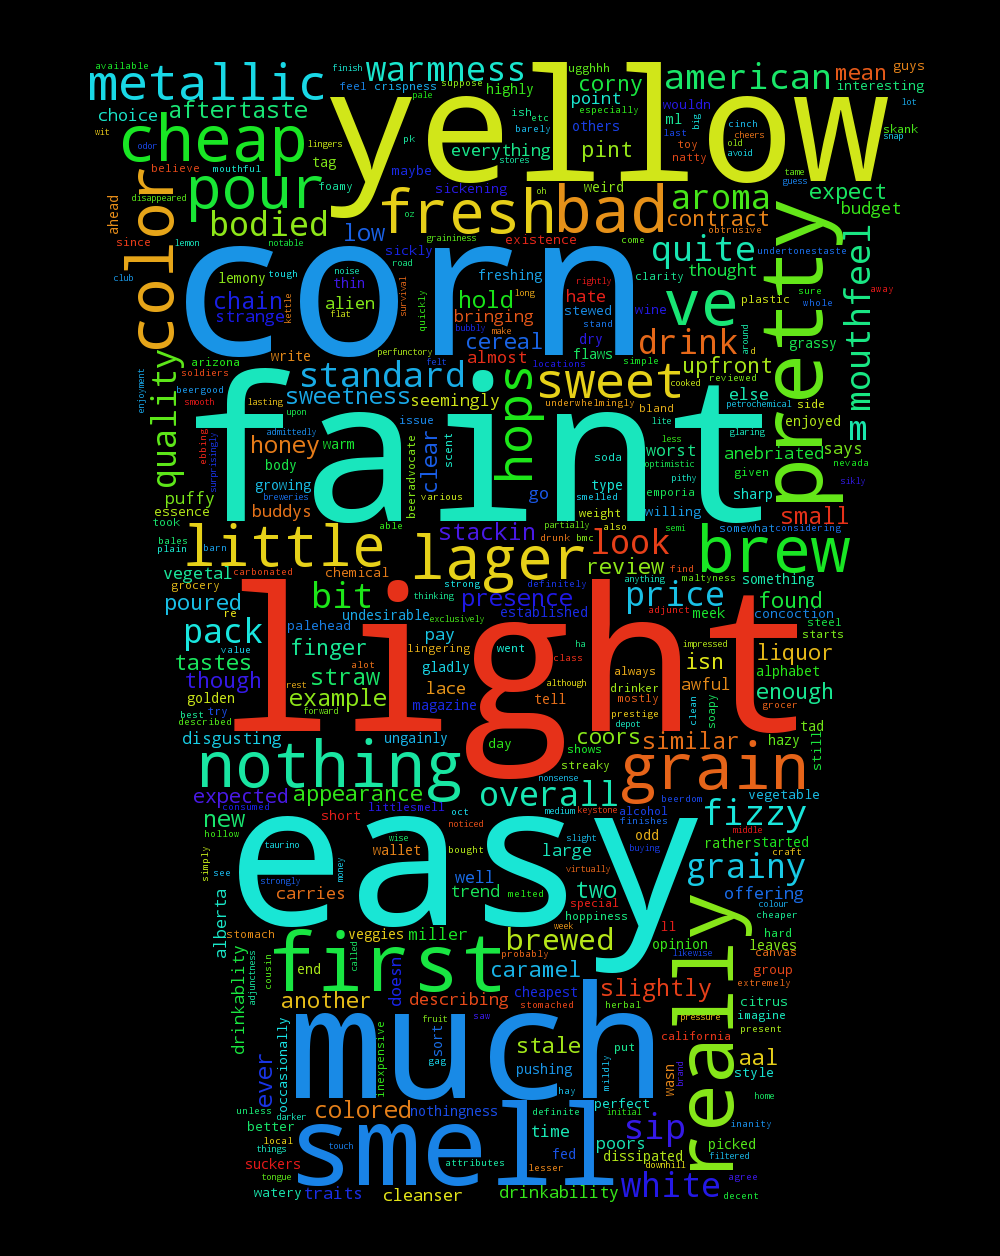 available
finish
metallic
warmness
feel crispness
suppose
pale
highly
ugghhh
corny
american
mean
guys
interesting
yellow
choice
aftertaste
point
ish
etc
barely
especially
others
wouldn
ml
last
big
toy
natty
cinch
cheers
old
avoid
lot
snap
skank
wit
cheap
odor
believe
lingers
tag
pk
everything
pint
maybe
mouthful
disappeared
pour
foamy
sickening
oh
weird
aroma
tame
guess
expect
budget
ahead
color
bodied
oz
fresh
bad
contract
obtrusive
since
lemon
notable
low
sickly
graininess
existence
come
quite
undertonestaste
club
lemony
tough
noise
road
thin
freshing
rightly
clarity
thought
sure
away
corn
chain
strange
kettle
alien
flat
survival
quickly
hold
long
bringing
hate
stewed
stand
wine
ve
plastic
whole
mouthfeel
pretty
bubbly
make
cereal
dry
drink
around
id
grassy
arizona
write
perfunctory
felt
almost
locations
flaws
simple
upfront
quality
soldiers
beergood
enjoyment
smooth
standard
sweetness
seemingly
hops
sweet
underwhelmingly
cooked
reviewed
else
petrochemical
side
lasting
upon
bland
lite
glaring
enjoyed
m
faint
ebbing
surprisingly
admittedly
honey
warm
issue
clear
scent
beradvocate
worst
less
optimistic
anebriated
says
nevada
body
soda
type
smelled
pithy
given
sikly
growing
puffy
essence
breweries
various
go
weight
emporia
willing
sharp
buddys
took
able
stackin
partially
also
drunk
bmc
semi
small
somewhat
considering
bales
plain
barn
little
lager
look
review
find
brew
vegetal
carbonated
chemical
strong
definitely
anything
maltyness
something
grocery
thinking
poured
re
bit
presence
price
found
undesirable
exclusively
established
adjunct
meek
concoction
steel
pack
value
palehead
finger
pay
lingering
went
ha
isn
impressed
starts
light
tastes
alot
gladly
class
always
liquor
alphabet
though
rest
straw
lace
although
drinker
awful
enough
golden
example
magazine
tell
mostly
clean
soapy
best
try
described
forward
prestige
depot
grocer
tad
disgusting
ungainly
day
coors
similar
hazy
still
shows
nothing
streaky
grain
expected
appearance
nonsense
overall
beerdom
vegetable
consumed
littlesmell
oct
medium
keystone
alcohol
fizzy
new
short
noticed
finishes
middle
hollow
easy
taurino
wise
slight
odd
rather
started
simply
wallet
bought
large
buying
craft
see
strongly
money
well
virtually
grainy
carries
trend
melted
two
offering
special
colour
cheaper
alberta
hoppiness
stomach
veggies
miller
week
ll
hard
first
brewed
opinion
leaves
probably
likewise
canvas
drinkablity
adjunctness
cousin
end
called
doesn
caramel
group
extremely
another
describing
cheapest
slightly
stomached
herbal
citrus
really
much
fruit
saw
pressure
imagine
occasionally
inexpensive
sort
gag
stale
put
california
present
ever
pushing
mildly
wasn
brand
aal
style
hay
home
unless
darker
colored
nothingness
definite
initial
perfect
better
smell
time
sip
inanity
local
things
touch
poors
picked
suckers
attributes
fed
lesser
dissipated
downhill
filtered
tongue
agree
watery
traits
cleanser
drinkability
white
decent